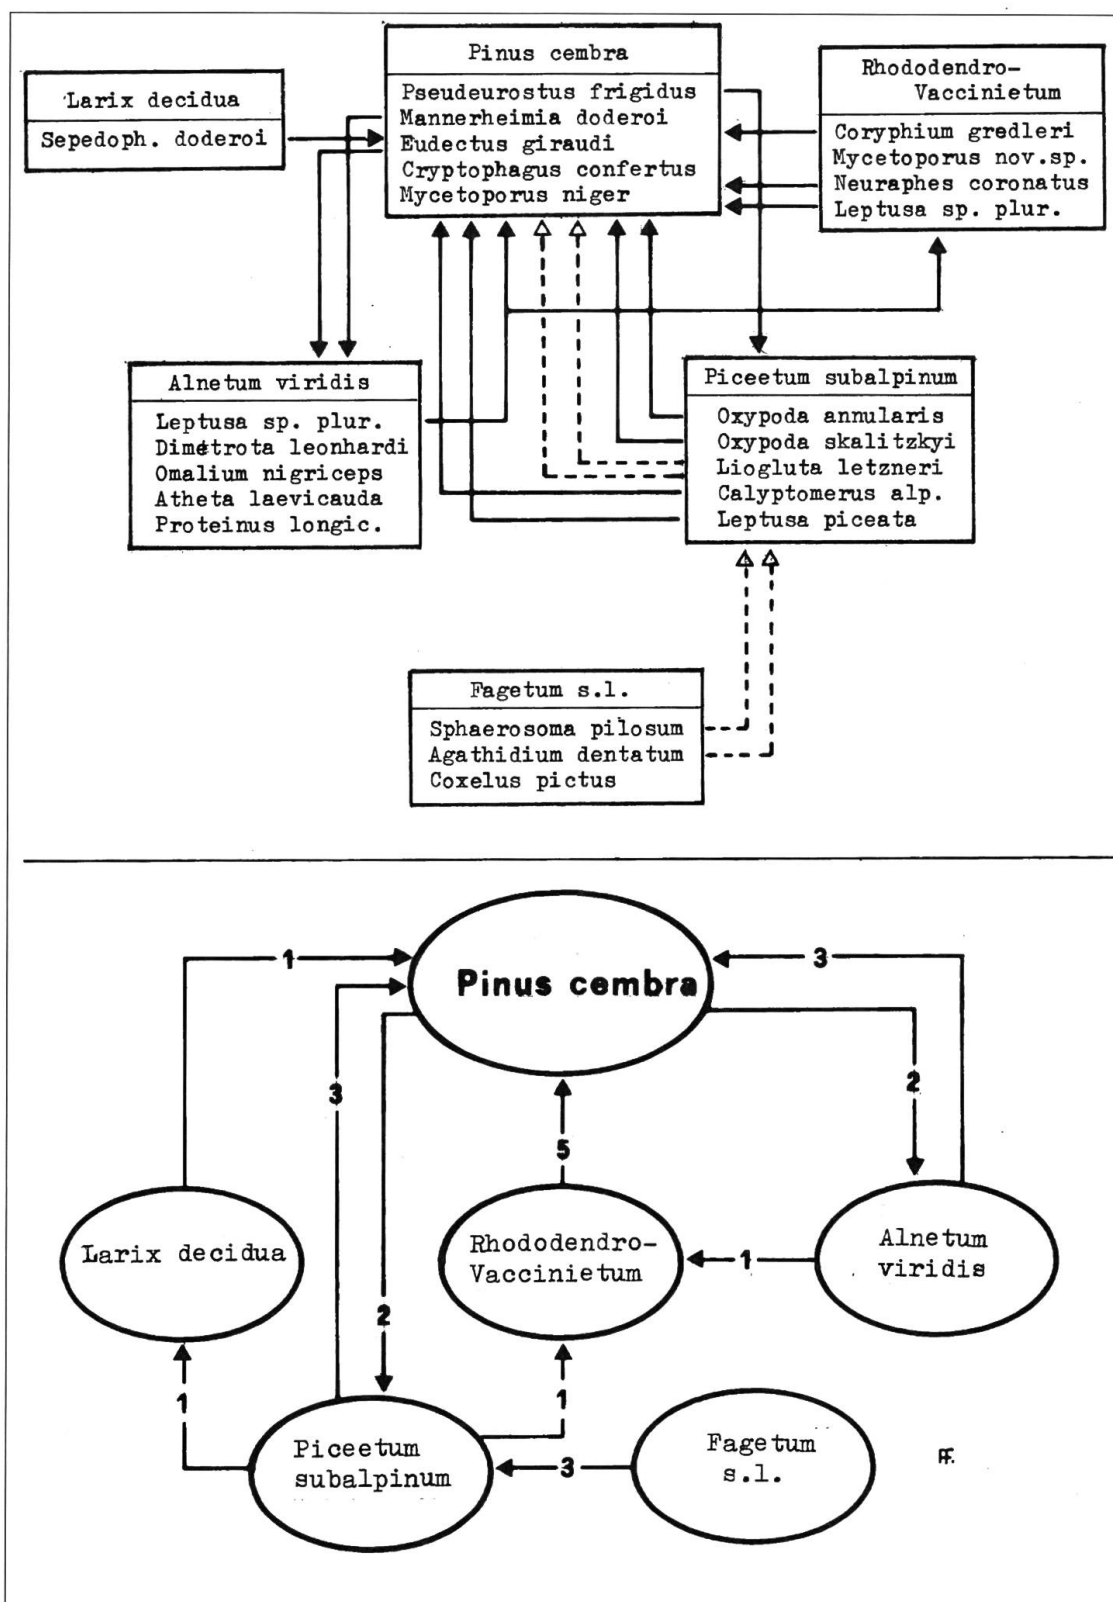 Pinus cembra
Pseudeurostus frigidus
Mannerheimia doderoi
Eudectus giraudi
Cryptophagus confertus
Mycetoporus niger
Larix decidua
Sepedoph. doderoi
Rhododendro-
Vaccinietum
Coryphium gredleri
Mycetoporus nov.sp.
Neuraphes coronatus
Leptusa sp. plur.
Alnetum viridis
Leptusa sp. plur.
Dimétrota leonhardi
Omalium nigriceps
Atheta laevicauda
Proteinus longic.
Piceetum subalpinum
Oxypoda annularis
Oxypoda skalitzkyi
Liogluta letzneri
Calyptomerus alp.
Leptusa piceata
Fagetum s.l.
Sphaerosoma pilosum
Agathidium dentatum
Coxelus pictus
1
3
Pinus cembra
3
2
5
Larix decidua
Rhododendro-
Vaccinietum
1
Alnetum
viridis
2
1
1
Piceetum
subalpinum
3
Fagetum
s.l.